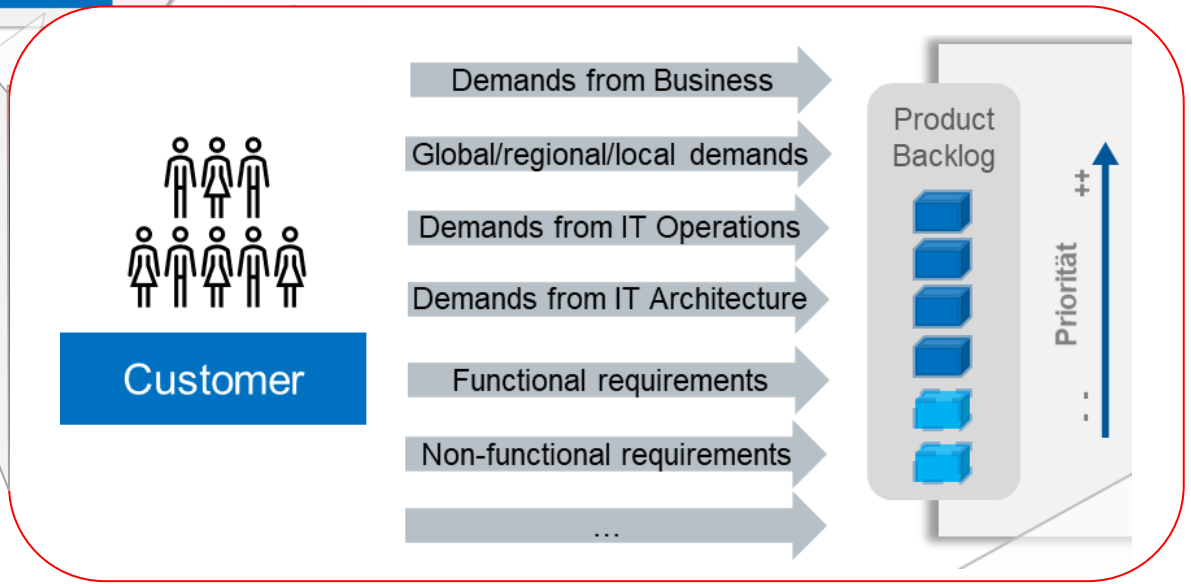 Demands from Business
Global/regional/local demands
Demands from IT Operations
Demands from IT Architecture
Functional requirements
Non-functional requirements
...
Customer
Product
Backlog
++
Priorität
- -